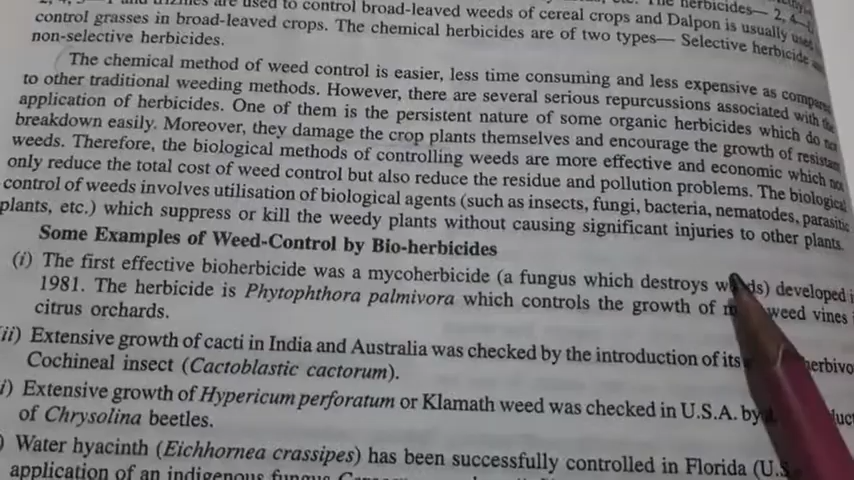 are used to control broad-leaved weeds of cereal crops and Dalpon is usually
control grasses in broad-leaved crops. The chemical herbicides are of two types— Selective herbicide
non-selective herbicides.
The chemical method of weed control is easier, less time consuming and less expensive as
to other traditional weeding methods. However, there are several serious repurcussions associated with the
application of herbicides. One of them is the persistent nature of some organic herbicides which do not
breakdown easily. Moreover, they damage the crop plants themselves and encourage the growth of
weeds. Therefore, the biological methods of controlling weeds are more effective and economic which not
only reduce the total cost of weed control but also reduce the residue and pollution problems. The biological
control of weeds involves utilisation of biological agents (such as insects, fungi, bacteria, nematodes, parasitic
plants, etc.) which suppress or kill the weedy plants without causing significant injuries to other plants.
Some Examples of Weed-Control by Bio-herbicides
(i) The first effective bioherbicide was a mycoherbicide (a fungus which destroys developed
1981. The herbicide is Phytophthora palmivora which controls the growth of weed vines
citrus orchards.
ii) Extensive growth of cacti in India and Australia was checked by the introduction of its
Cochineal insect (Cactoblastic cactorum).
i) Extensive growth of Hypericum perforatum or Klamath weed was checked in U.S.A. by
of Chrysolina beetles.
) Water hyacinth (Eichhornea crassipes) has been successfully controlled in Florida (U.S.
application of an indigenous fungus